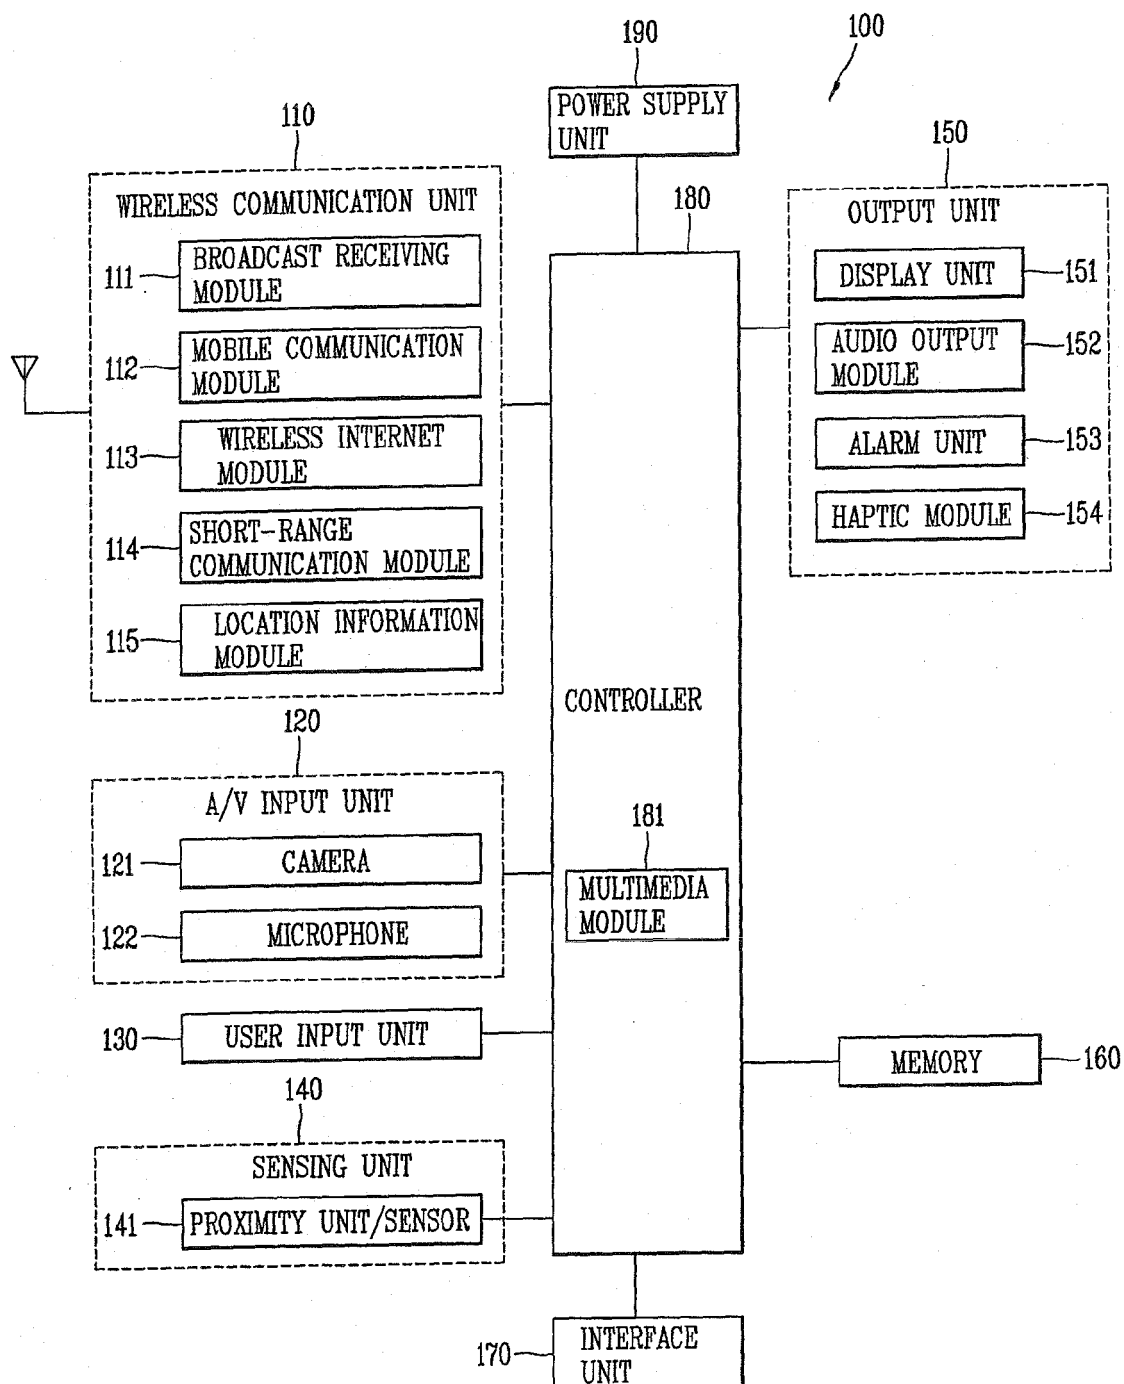 190
100
POWER SUPPLY
UNIT
110
150
WIRELESS COMMUNICATION UNIT
180
OUTPUT UNIT
111
BROADCAST RECEIVING
MODULE
DISPLAY UNIT
151
112
MOBILE COMMUNICATION
MODULE
AUDIO OUTPUT
MODULE
152
113
WIRELESS INTERNET
MODULE
ALARM UNIT
153
114
SHORT-RANGE
COMMUNICATION MODULE
HAPTIC MODULE
154
115
LOCATION INFORMATION
MODULE
CONTROLLER
120
A/V INPUT UNIT
121
CAMERA
181
MULTIMEDIA
MODULE
122
MICROPHONE
130
USER INPUT UNIT
MEMORY
160
140
SENSING UNIT
141
PROXIMITY UNIT/SENSOR
170
INTERFACE
UNIT